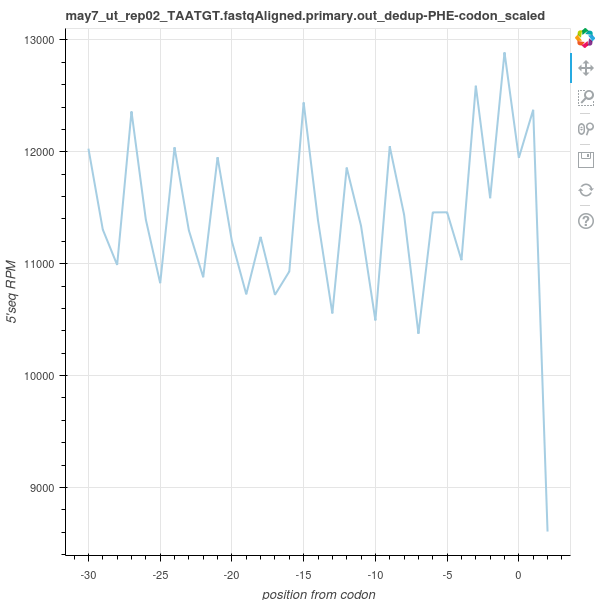 may7_ut_rep02_TAATGT.fastqAligned.primary.out_dedup-PHE-codon_scaled
13000
12000
11000
10000
9000
5'seq RPM
-30 -25 -20 -15 -10 -5 0
position from codon